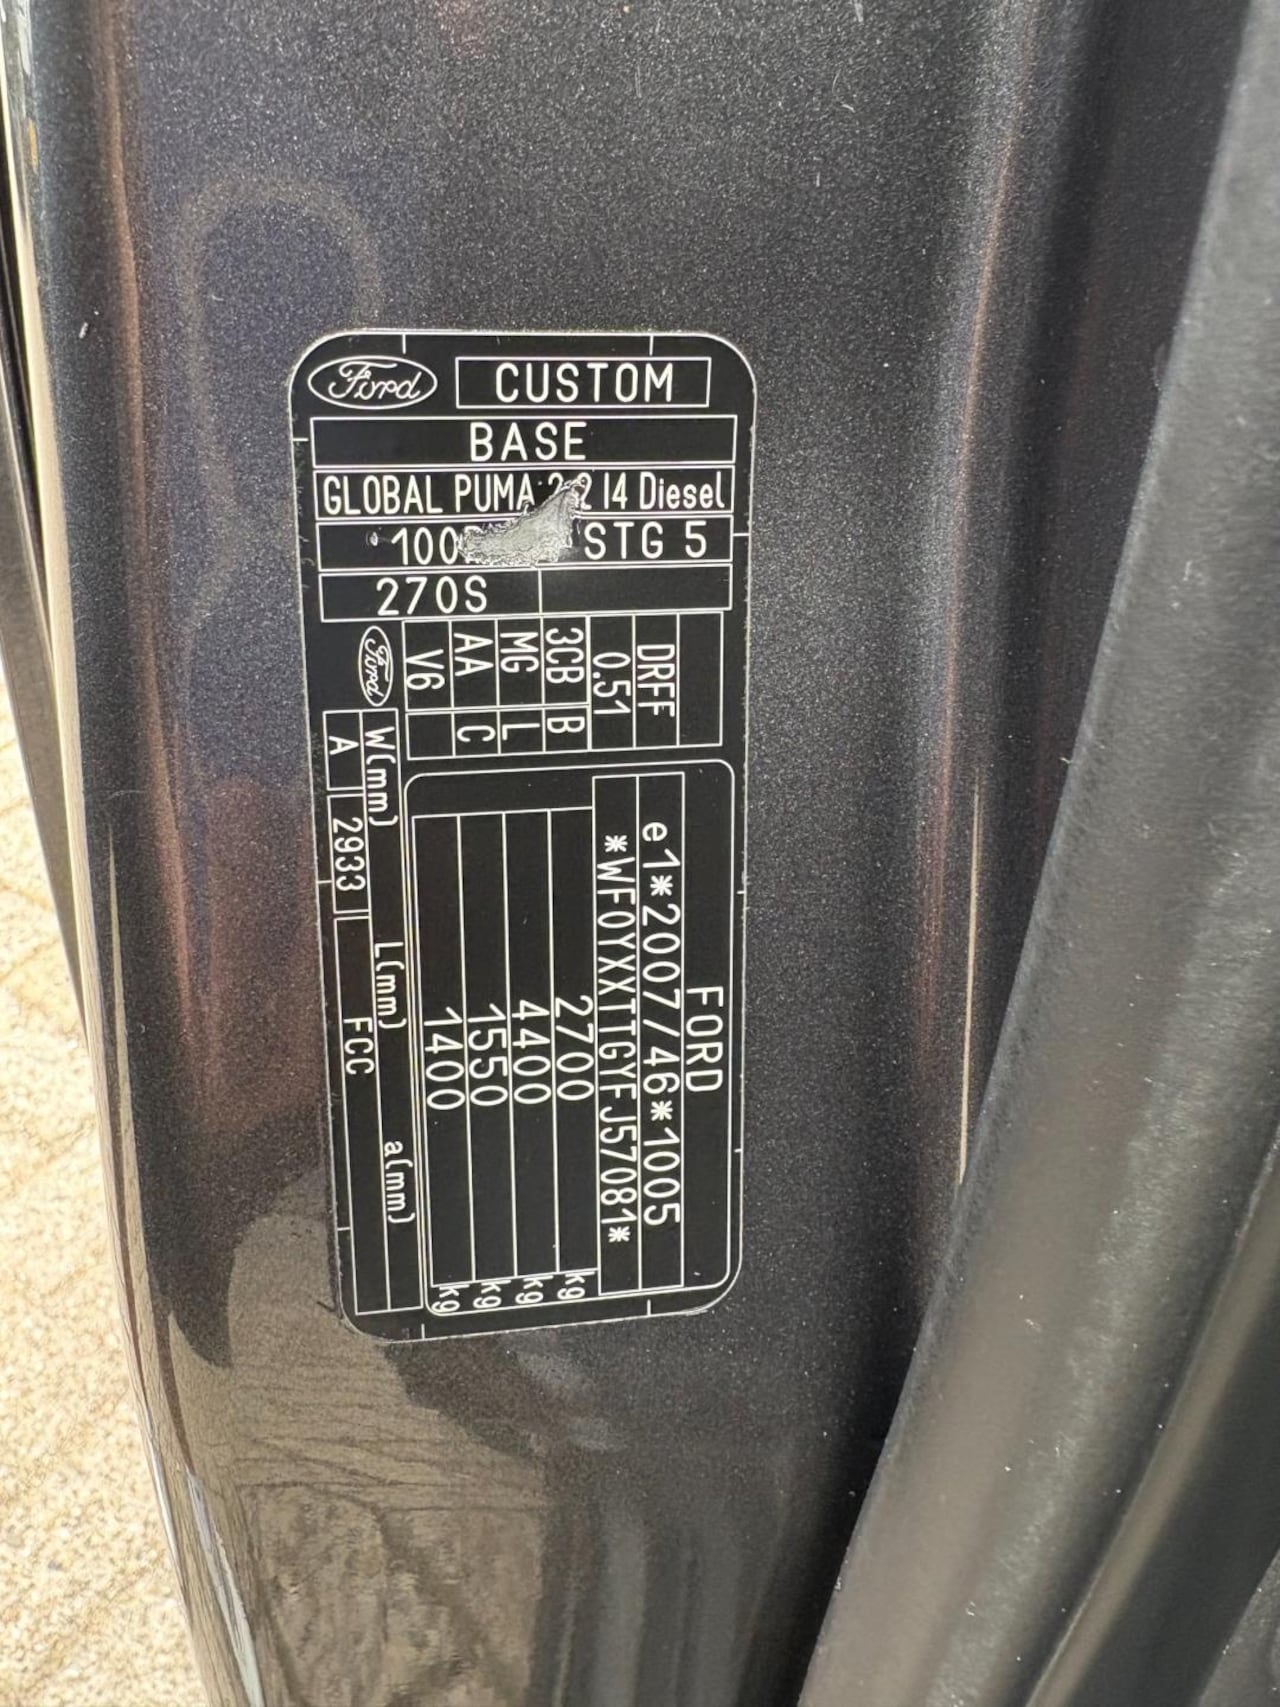 Ford CUSTOM
BASE
GLOBAL PUMA 2.2 I4 Diesel
100 STG 5
270S
FORD
e1*2007/46*1005
*WF0YXXTTGYFJ57081*
2700 kg
4400 kg
1550 kg
1400 kg
DRFF
0.51
3CB B
MG L
AA C
V6
Ford
W(mm) L(mm) a(mm)
A 2933 FCC